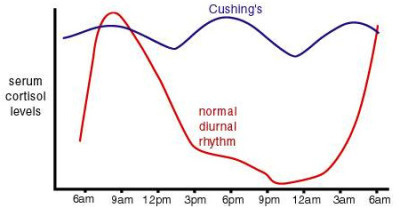 Cushing's
serum
cortisol
levels
normal
diurnal
rhythm
6am 9am 12pm 3pm 6pm 9pm 12am 3am 6am